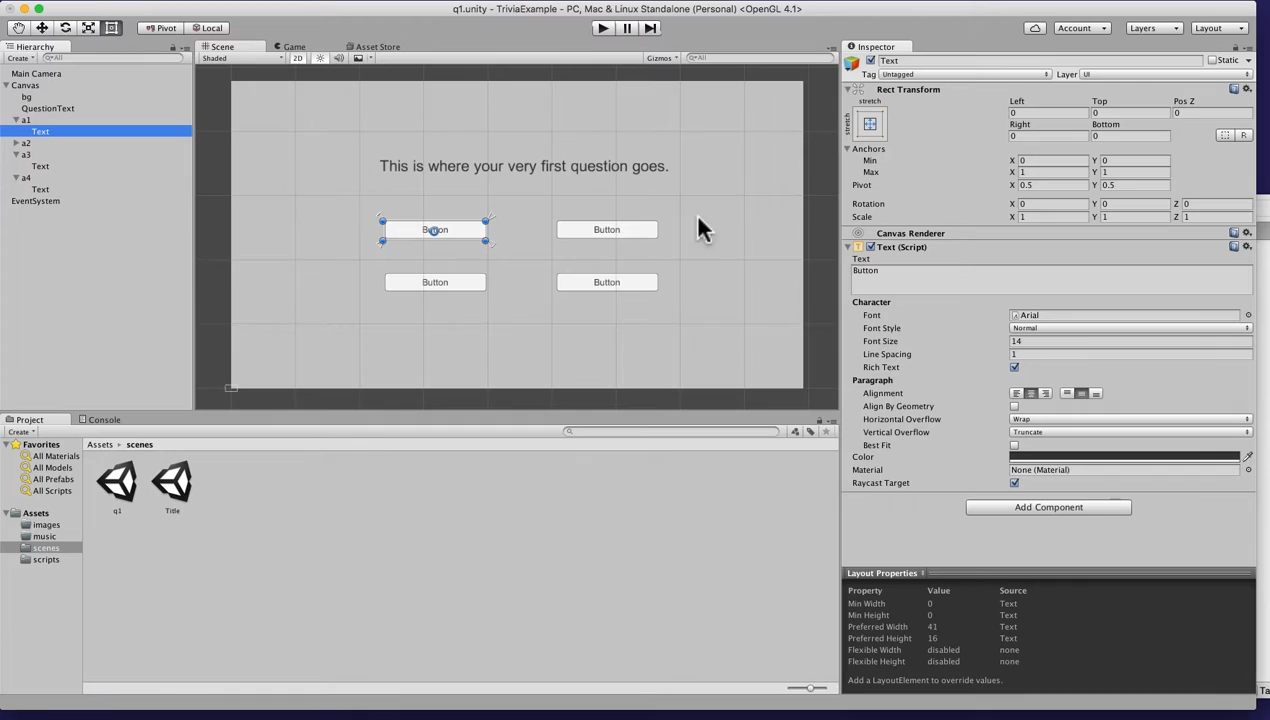 q1.unity - TriviaExample - PC, Mac & Linux Standalone (Personal) <OpenGL 4.1>
Pivot Local Account Layers Layout
Hierarchy
Create All
Main Camera
Canvas
bg
QuestionText
a1
Text
a2
a3
Text
a4
Text
EventSystem
Scene Game Asset Store
Shaded 2D Gizmos All
This is where your very first question goes.
Button Button
Button Button
Project Console
Create
Favorites
All Materials
All Models
All Prefabs
All Scripts
Assets
images
music
scenes
scripts
Assets scenes
q1 Title
Inspector
Text Static
Tag Untagged Layer UI
Rect Transform
stretch Left Top Pos Z
stretch 0 0 0
Right Bottom
0 0 R
Anchors
Min X 0 Y 0
Max X 1 Y 1
Pivot X 0.5 Y 0.5
Rotation X 0 Y 0 Z 0
Scale X 1 Y 1 Z 1
Canvas Renderer
Text (Script)
Text
Button
Character
Font Arial
Font Style Normal
Font Size 14
Line Spacing 1
Rich Text
Paragraph
Alignment
Align By Geometry
Horizontal Overflow Wrap
Vertical Overflow Truncate
Best Fit
Color
Material None (Material)
Raycast Target
Add Component
Layout Properties
Property Value Source
Min Width 0 Text
Min Height 0 Text
Preferred Width 41 Text
Preferred Height 16 Text
Flexible Width disabled none
Flexible Height disabled none
Add a LayoutElement to override values.
Ta